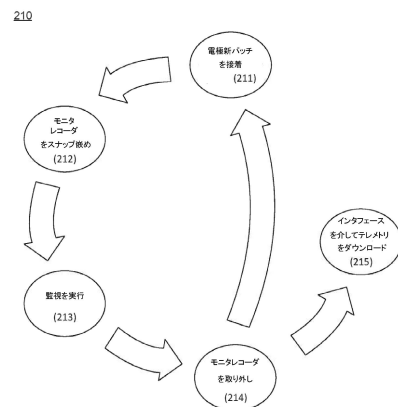 210
電極新パッチ
を接着
(211)
モニタ
レコーダ
をスナップ嵌め
(212)
インタフェース
を介してテレメトリ
をダウンロード
(215)
監視を実行
(213)
モニタレコーダ
を取り外し
(214)